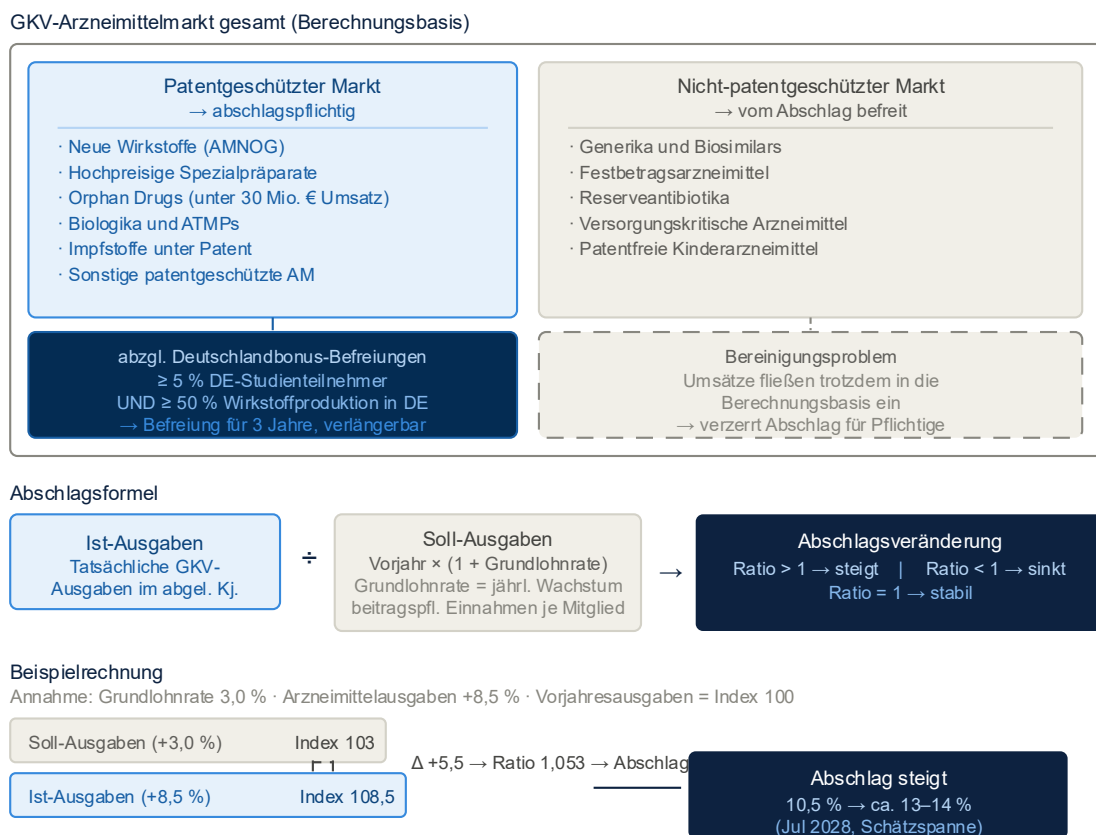 GKV-Arzneimittelmarkt gesamt (Berechnungsbasis)
Patentgeschützter Markt
→ abschlagspflichtig
· Neue Wirkstoffe (AMNOG)
· Hochpreisige Spezialpräparate
· Orphan Drugs (unter 30 Mio. € Umsatz)
· Biologika und ATMPs
· Impfstoffe unter Patent
· Sonstige patentgeschützte AM
Nicht-patentgeschützter Markt
→ vom Abschlag befreit
· Generika und Biosimilars
· Festbetragsarzneimittel
· Reserveantibiotika
· Versorgungskritische Arzneimittel
· Patentfreie Kinderarzneimittel
abzgl. Deutschlandbonus-Befreiungen
≥ 5 % DE-Studienteilnehmer
UND ≥ 50 % Wirkstoffproduktion in DE
→ Befreiung für 3 Jahre, verlängerbar
Bereinigungsproblem
Umsätze fließen trotzdem in die
Berechnungsbasis ein
→ verzerrt Abschlag für Pflichtige
Abschlagsformel
Ist-Ausgaben
Tatsächliche GKV-
Ausgaben im abgel. Kj.
÷
Soll-Ausgaben
Vorjahr × (1 + Grundlohnrate)
Grundlohnrate = jährl. Wachstum
beitragspfl. Einnahmen je Mitglied
→
Abschlagsveränderung
Ratio > 1 → steigt | Ratio < 1 → sinkt
Ratio = 1 → stabil
Beispielrechnung
Annahme: Grundlohnrate 3,0 % · Arzneimittelausgaben +8,5 % · Vorjahresausgaben = Index 100
Soll-Ausgaben (+3,0 %) Index 103
Ist-Ausgaben (+8,5 %) Index 108,5
Δ +5,5 → Ratio 1,053 → Abschlag
Abschlag steigt
10,5 % → ca. 13–14 %
(Jul 2028, Schätzspanne)